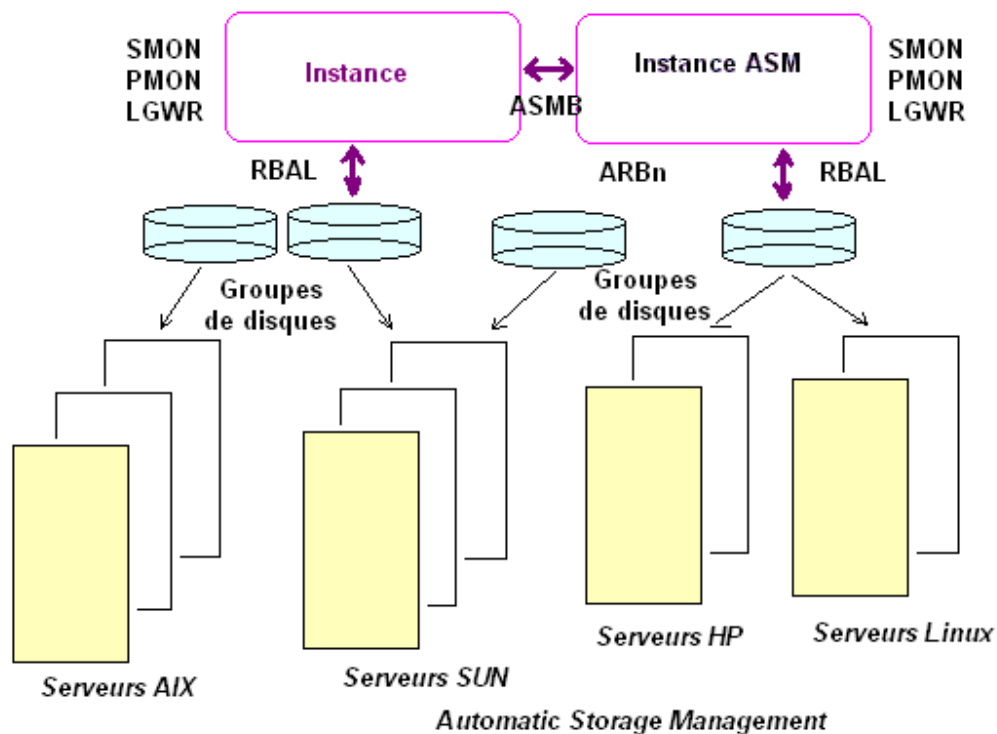 SMON
PMON
LGWR
Instance
ASMB
Instance ASM
SMON
PMON
LGWR
RBAL
ARBn
RBAL
Groupes
de disques
Groupes
de disques
Serveurs AIX
Serveurs SUN
Serveurs HP
Serveurs Linux
Automatic Storage Management